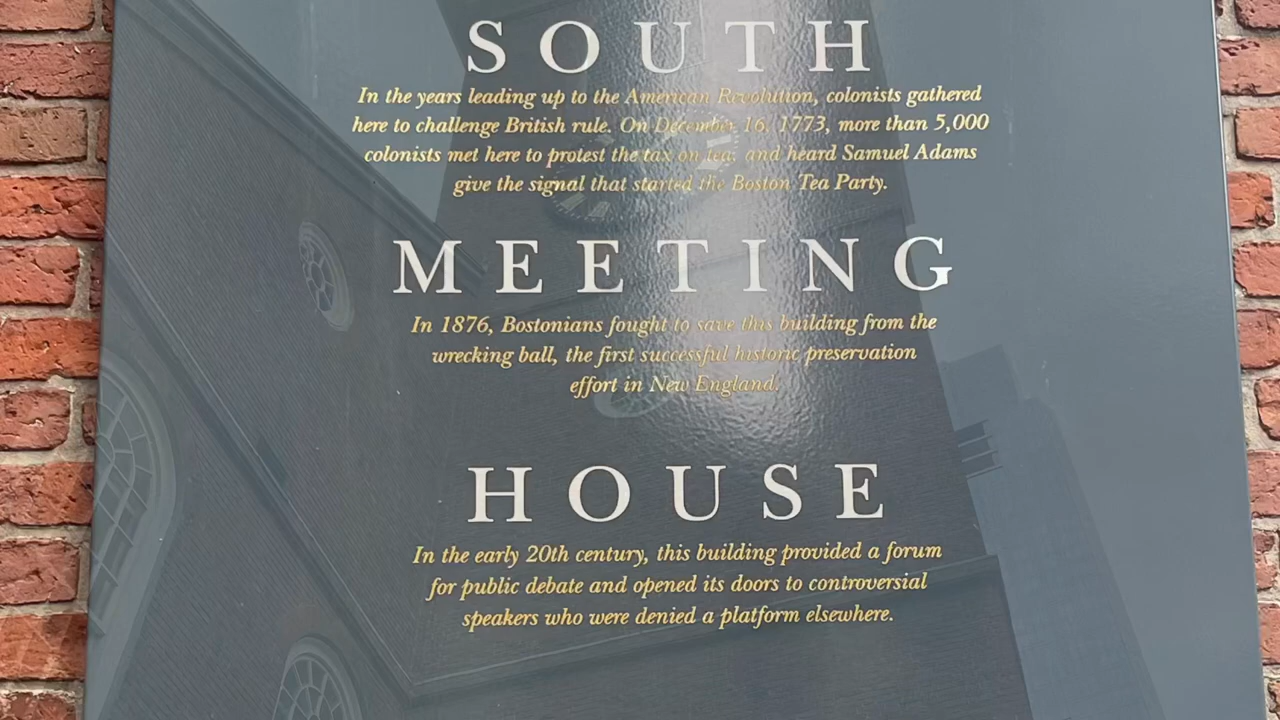 SOUTH
In the years leading up to the American Revolution, colonists gathered
here to challenge British rule. On December 16, 1773, more than 5,000
colonists met here to protest the tax on tea, and heard Samuel Adams
give the signal that started the Boston Tea Party.
MEETING
In 1876, Bostonians fought to save this building from the
wrecking ball, the first successful historic preservation
effort in New England.
HOUSE
In the early 20th century, this building provided a forum
for public debate and opened its doors to controversial
speakers who were denied a platform elsewhere.